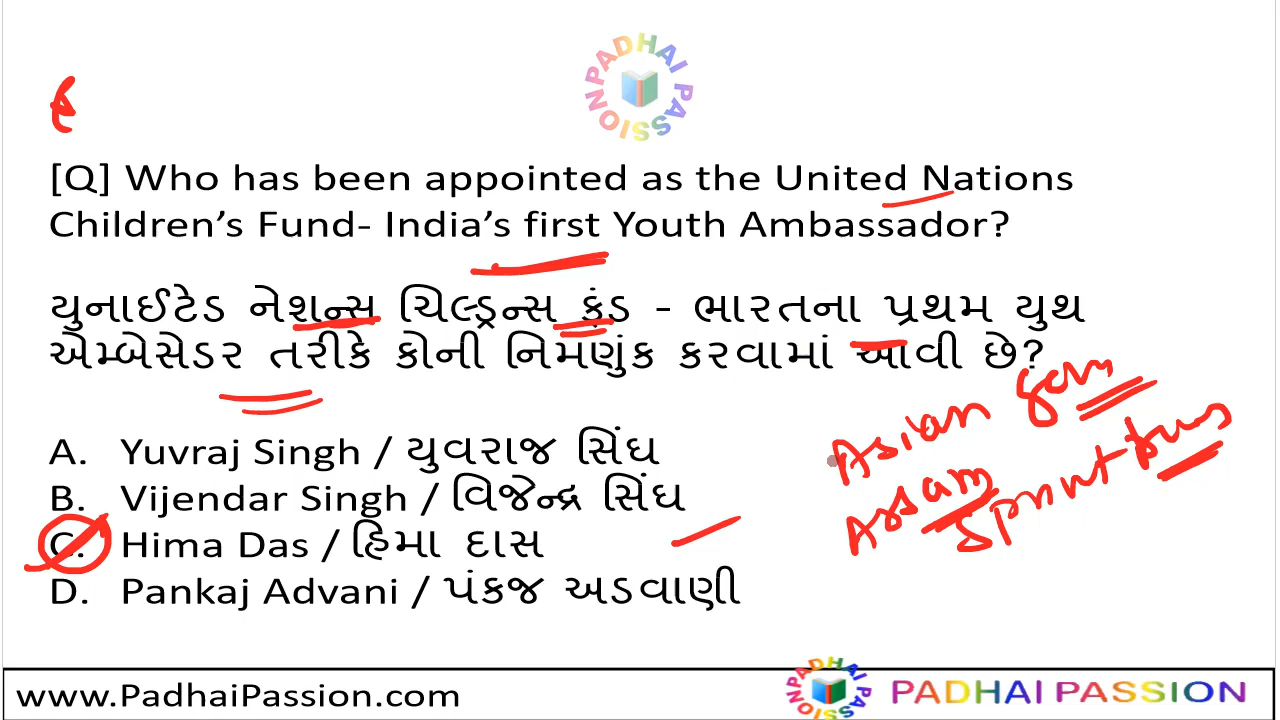 PADHAI PASSION
[Q] Who has been appointed as the United Nations
Children's Fund- India's first Youth Ambassador?
યુનાઈટેડ નેશન્સ ચિલ્ડ્રન્સ ફંડ - ભારતના પ્રથમ યુથ
એમ્બેસેડર તરીકે કોની નિમણુંક કરવામાં આવી છે?
Asian
Assam
A. Yuvraj Singh / યુવરાજ સિંઘ
B. Vijendar Singh / વિજેન્દ્ર સિંઘ
C. Hima Das / હિમા દાસ
D. Pankaj Advani / પંકજ અડવાણી
www.PadhaiPassion.com
PADHAI PASSION
PADHAI PASSION